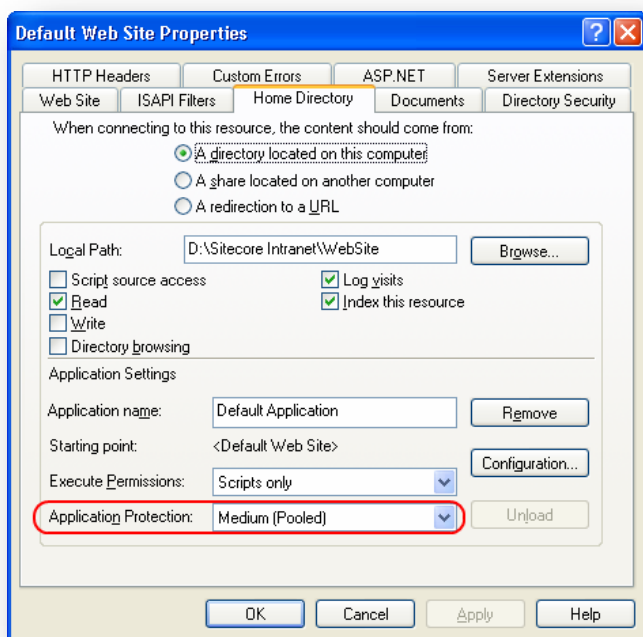 Default Web Site Properties
HTTP Headers Custom Errors ASP.NET Server Extensions
Web Site ISAPI Filters Home Directory Documents Directory Security
When connecting to this resource, the content should come from:
A directory located on this computer
A share located on another computer
A redirection to a URL
Local Path: D:\Sitecore Intranet\WebSite Browse...
Script source access Log visits
Read Index this resource
Write
Directory browsing
Application Settings
Application name: Default Application Remove
Starting point: <Default Web Site>
Configuration...
Execute Permissions: Scripts only
Application Protection: Medium (Pooled) Unload
OK Cancel Apply Help